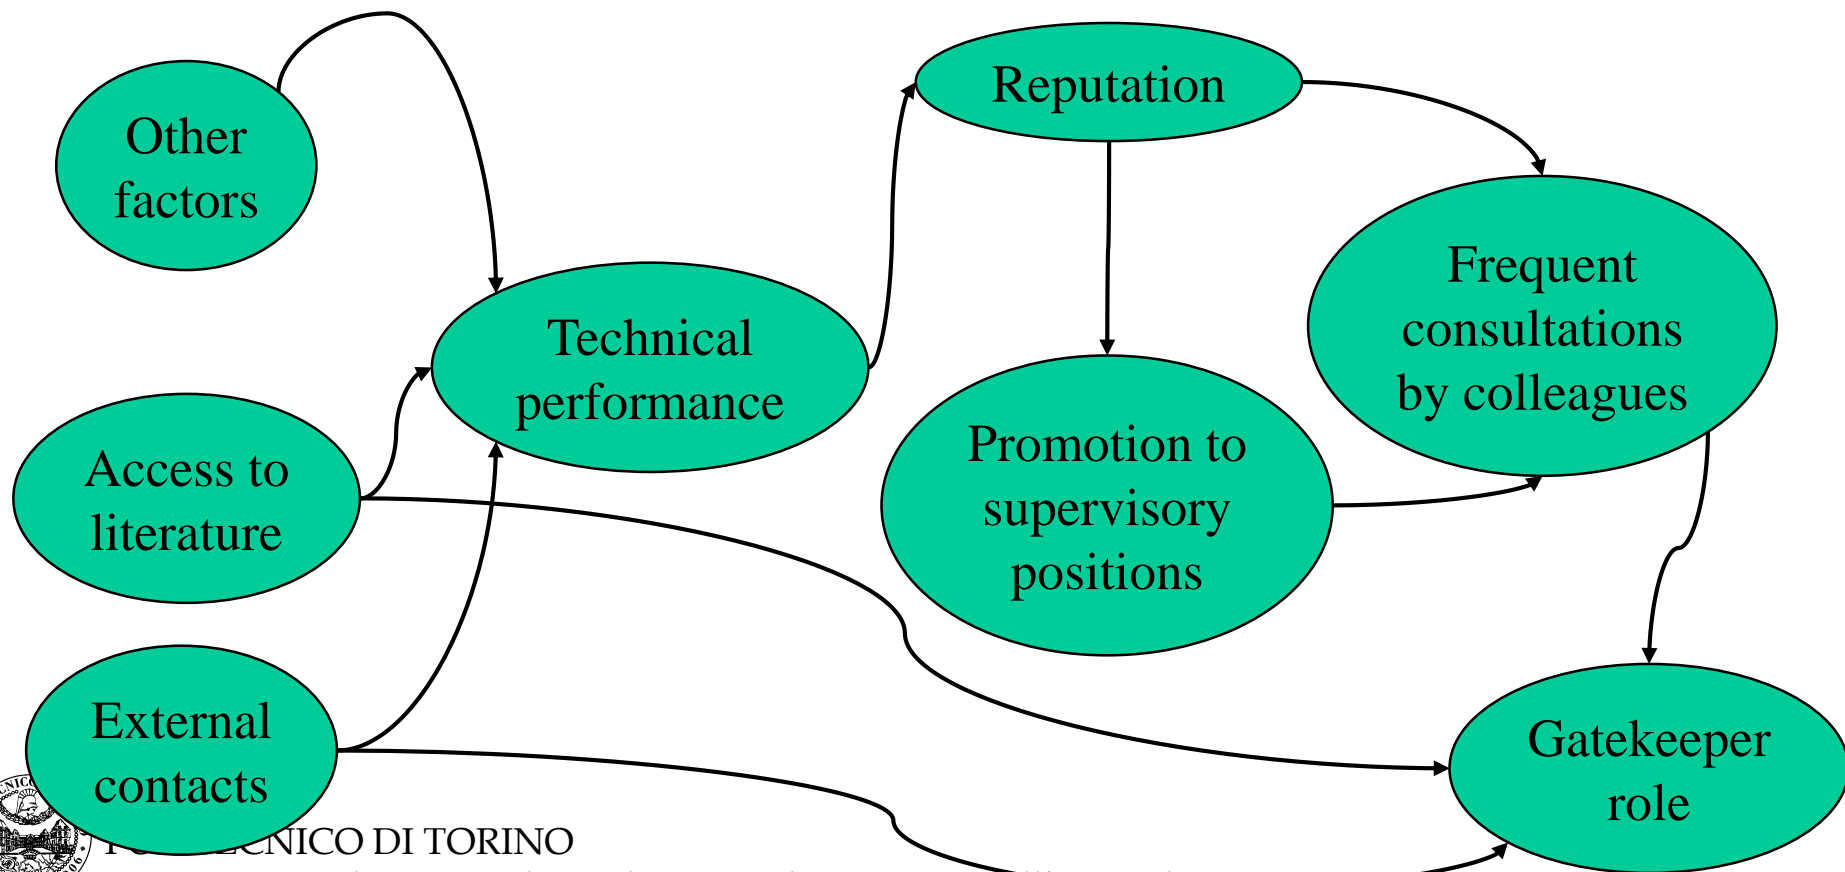 Other
factors
Reputation
Frequent
consultations
by colleagues
Technical
performance
Promotion to
supervisory
positions
Access to
literature
External
contacts
Gatekeeper
role
DI TORINO